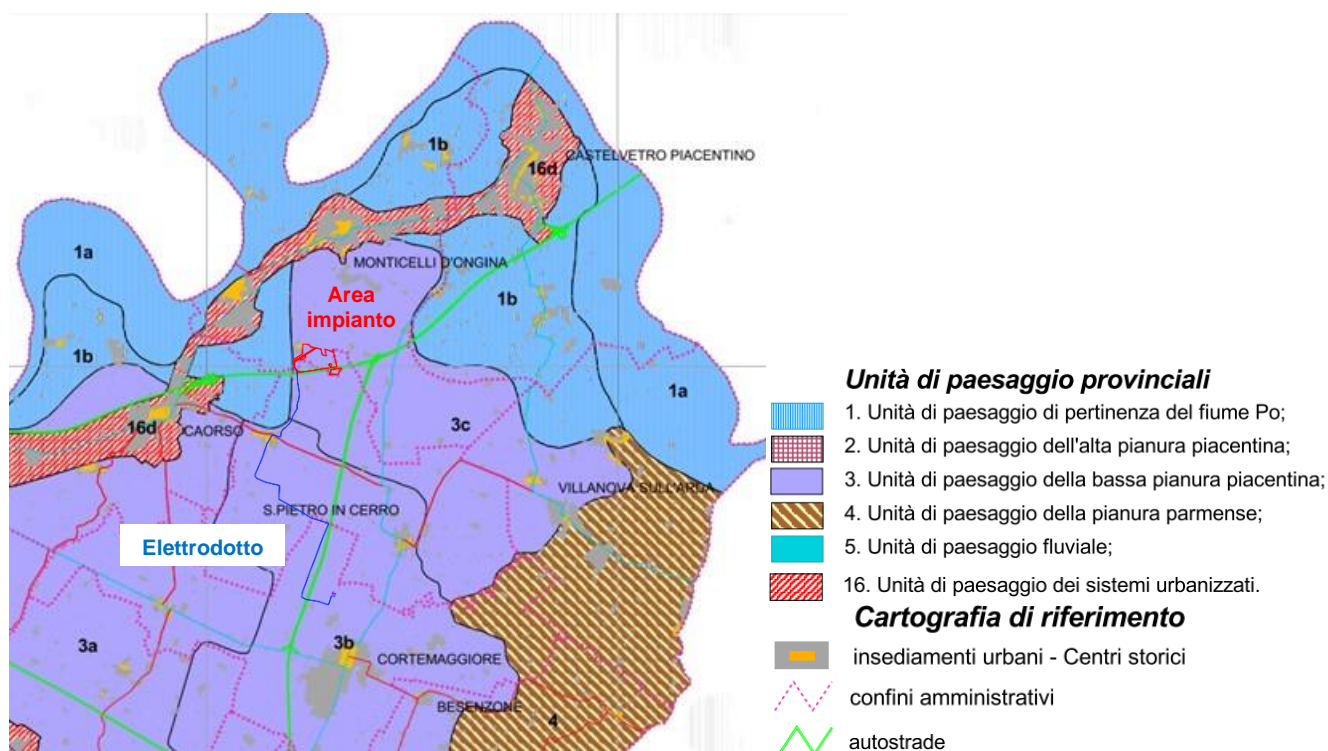 1b
16d
CASTELVETRO PIACENTINO
1a
MONTICELLI D'ONGINA
Area
impianto
1b
1b
1a
16d
CAORSO
3c
VILLANOVA SULL'ARDA
S.PIETRO IN CERRO
Elettrodotto
3a
3b
CORTEMAGGIORE
BESENZONE
4
Unità di paesaggio provinciali
1. Unità di paesaggio di pertinenza del fiume Po;
2. Unità di paesaggio dell'alta pianura piacentina;
3. Unità di paesaggio della bassa pianura piacentina;
4. Unità di paesaggio della pianura parmense;
5. Unità di paesaggio fluviale;
16. Unità di paesaggio dei sistemi urbanizzati.
Cartografia di riferimento
insediamenti urbani - Centri storici
confini amministrativi
autostrade